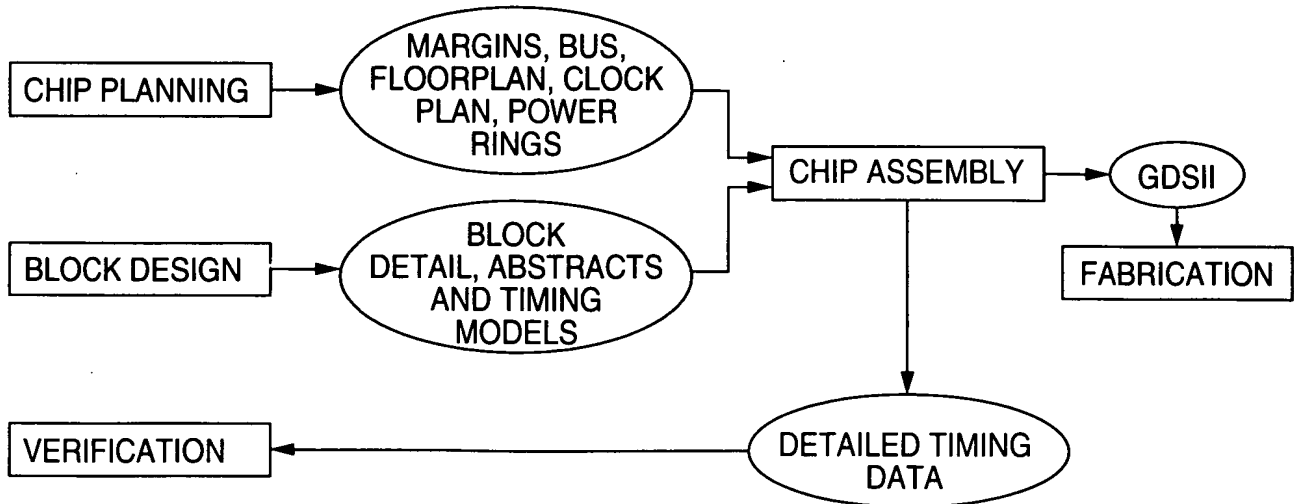 CHIP PLANNING
MARGINS, BUS,
FLOORPLAN, CLOCK
PLAN, POWER
RINGS
CHIP ASSEMBLY
GDSII
FABRICATION
BLOCK DESIGN
BLOCK
DETAIL, ABSTRACTS
AND TIMING
MODELS
VERIFICATION
DETAILED TIMING
DATA